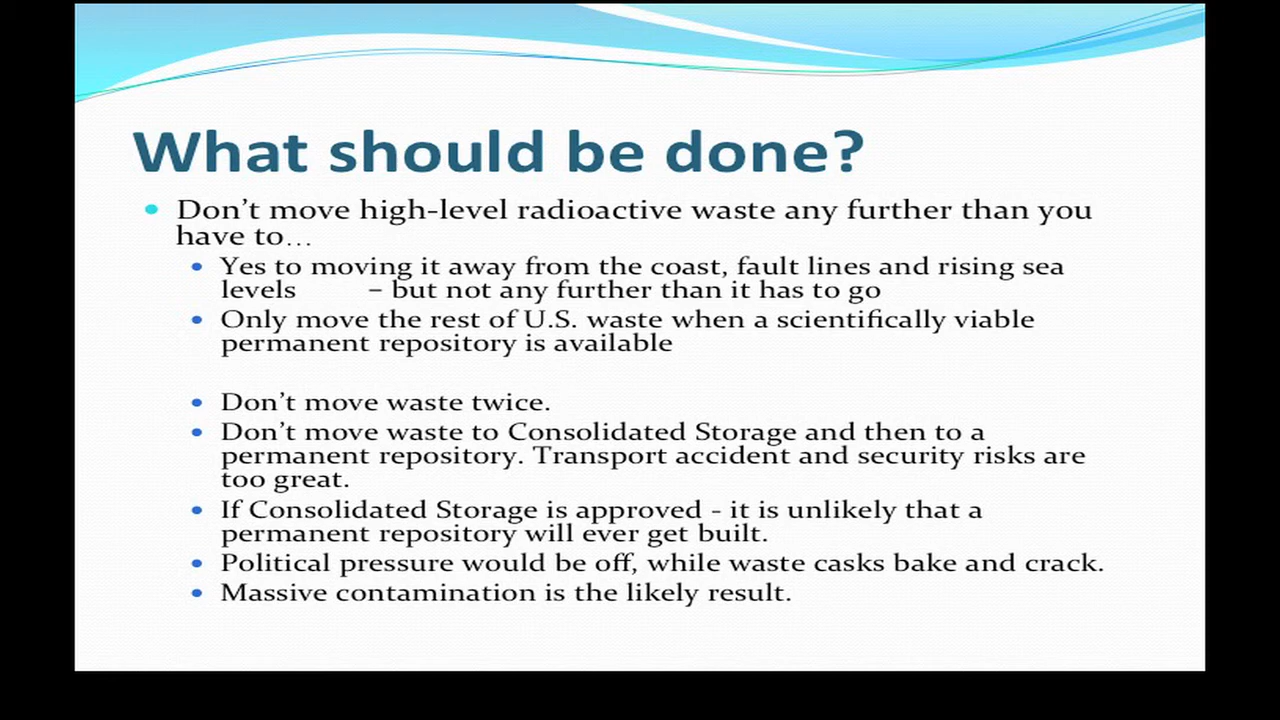 What should be done?
Don’t move high-level radioactive waste any further than you
have to…
Yes to moving it away from the coast, fault lines and rising sea
levels – but not any further than it has to go
Only move the rest of U.S. waste when a scientifically viable
permanent repository is available
Don’t move waste twice.
Don’t move waste to Consolidated Storage and then to a
permanent repository. Transport accident and security risks are
too great.
If Consolidated Storage is approved - it is unlikely that a
permanent repository will ever get built.
Political pressure would be off, while waste casks bake and crack.
Massive contamination is the likely result.